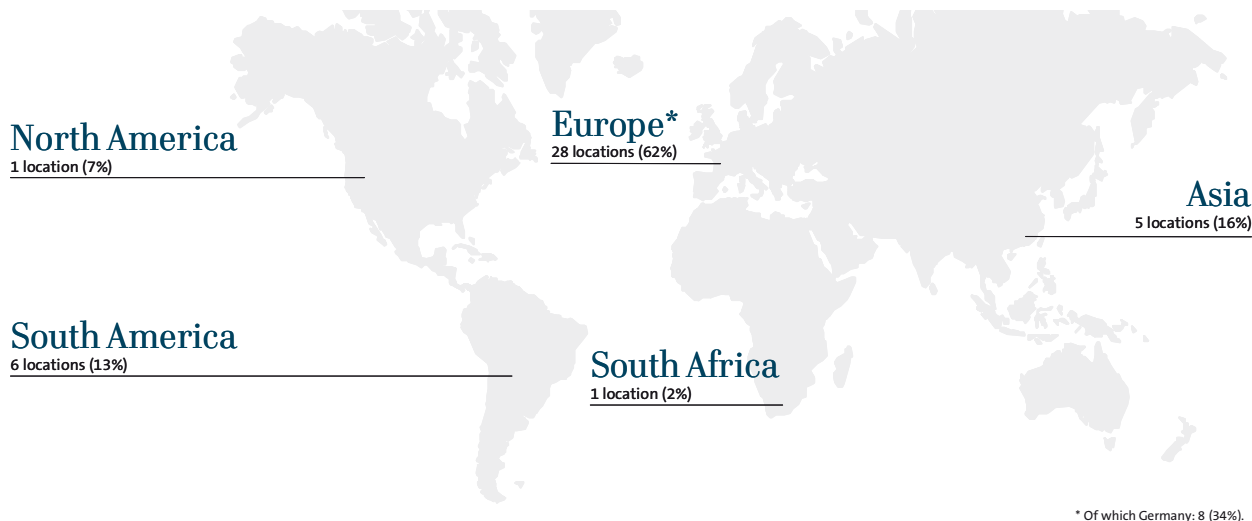 North America
1 location (7%)
Europe*
28 locations (62%)
Asia
5 locations (16%)
South America
6 locations (13%)
South Africa
1 location (2%)
* Of which Germany: 8 (34%).